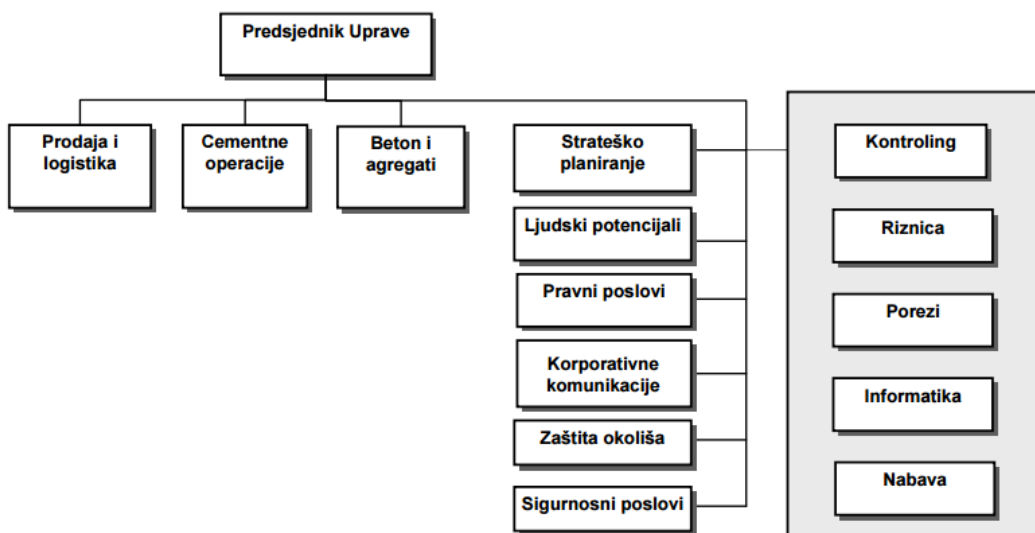 Predsjednik Uprave
Prodaja i
logistika
Cementne
operacije
Beton i
agregati
Strateško
planiranje
Ljudski potencijali
Pravni poslovi
Korporativne
komunikacije
Zaštita okoliša
Sigurnosni poslovi
Kontroling
Riznica
Porezi
Informatika
Nabava